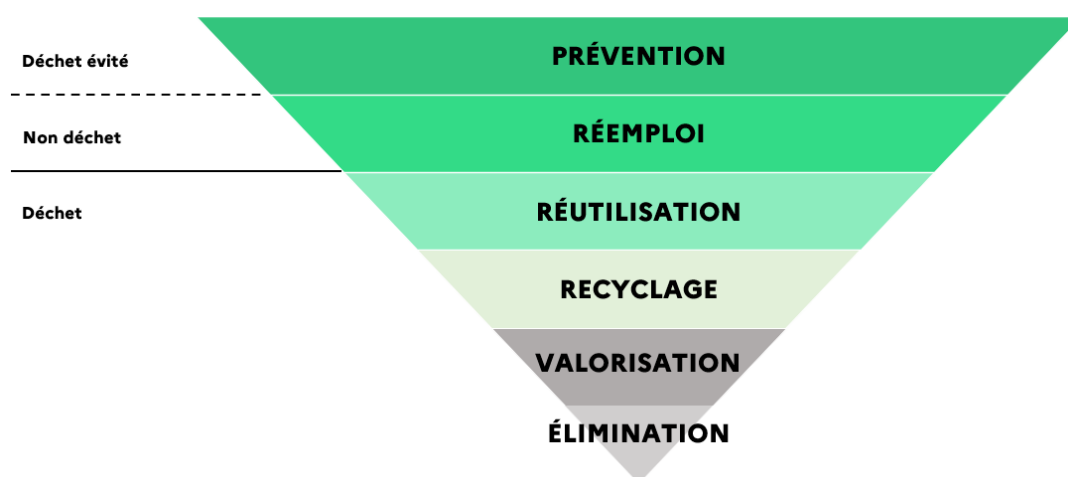 Déchet évité
PRÉVENTION
Non déchet
RÉEMPLOI
Déchet
RÉUTILISATION
RECYCLAGE
VALORISATION
ÉLIMINATION